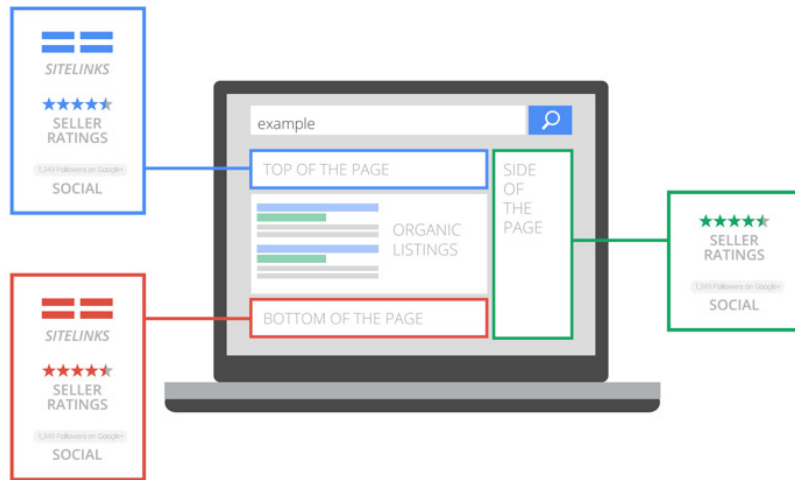 SITELINKS
SELLER
RATINGS
1,349 Followers on Google+
SOCIAL
example
TOP OF THE PAGE
SIDE
OF
THE
PAGE
ORGANIC
LISTINGS
BOTTOM OF THE PAGE
SELLER
RATINGS
1,349 Followers on Google+
SOCIAL
SITELINKS
SELLER
RATINGS
1,349 Followers on Google+
SOCIAL